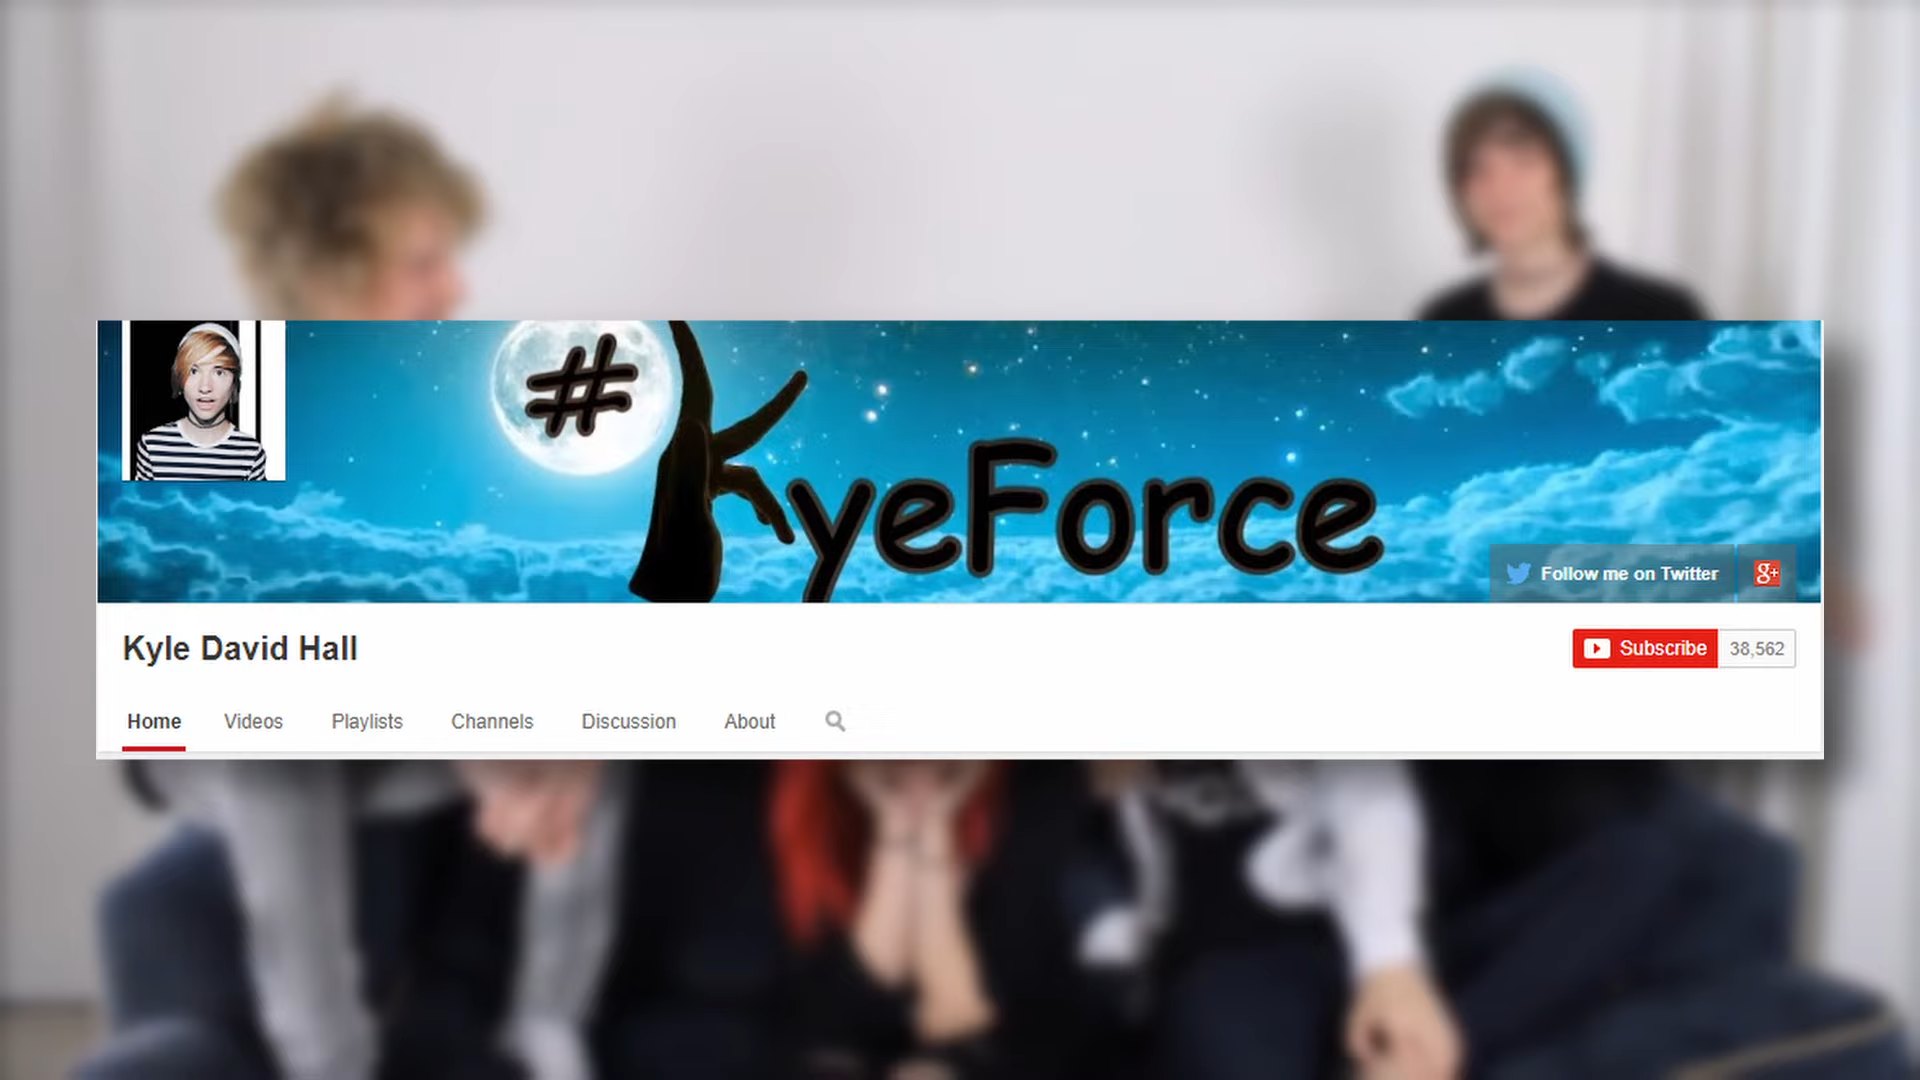 #KyeForce
Follow me on Twitter g+
Kyle David Hall
Subscribe 38,562
Home Videos Playlists Channels Discussion About